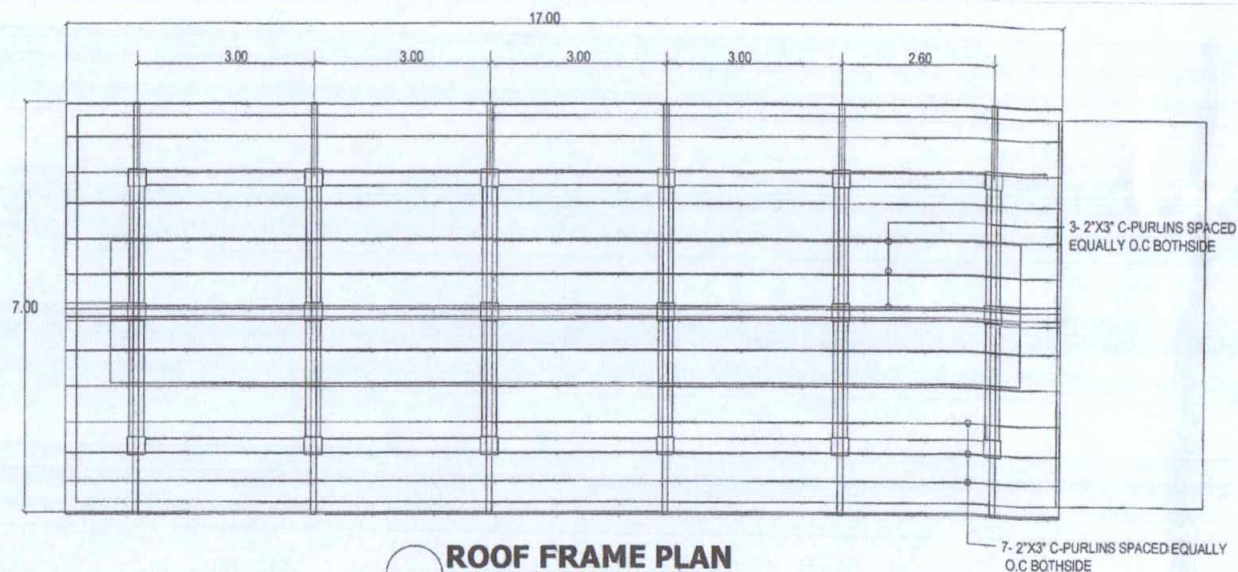 17.00
3.00 3.00 3.00 3.00 2.60
3- 2"X3" C-PURLINS SPACED
EQUALLY O.C BOTHSIDE
7.00
7- 2"X3" C-PURLINS SPACED EQUALLY
O.C BOTHSIDE
ROOF FRAME PLAN